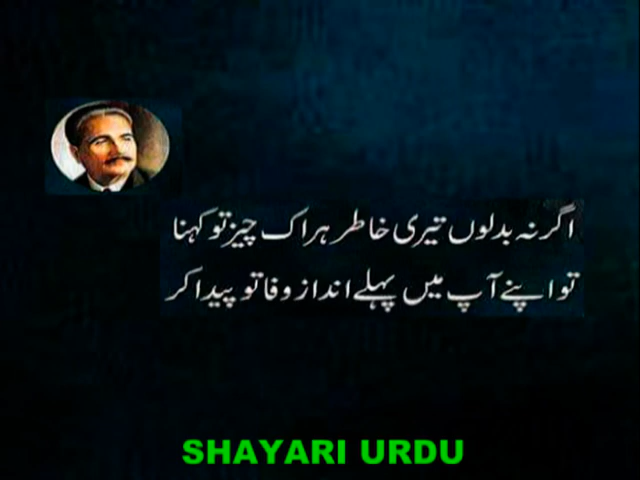 اگر نہ بدلوں تیری خاطر ہر اک چیز تو کہنا
تو اپنے آپ میں پہلے انداز وفا تو پیدا کر
SHAYARI URDU